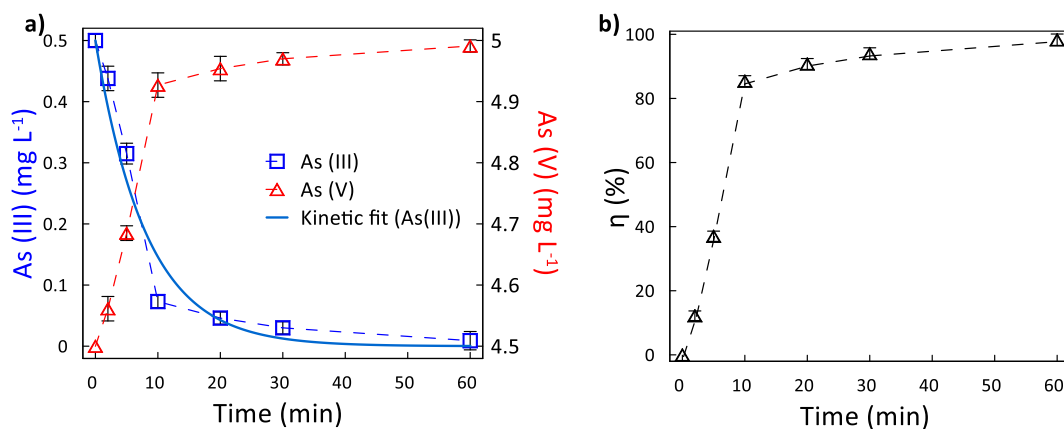 a)
As (III) (mg L-1)
0.5
0.4
0.3
0.2
0.1
0
5
4.9
4.8
4.7
4.6
4.5
As (V) (mg L-1)
As (III)
As (V)
Kinetic fit (As(III))
0 10 20 30 40 50 60
Time (min)
b)
η (%)
100
80
60
40
20
0
0 10 20 30 40 50 60
Time (min)